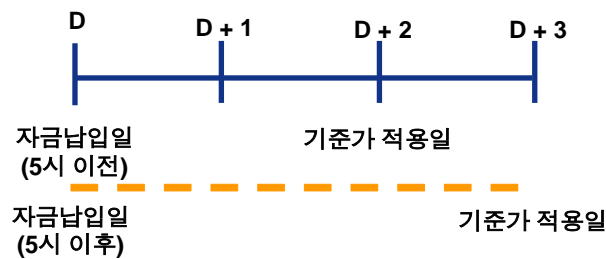 D D + 1 D + 2 D + 3
자금납입일 기준가 적용일
(5시 이전)
자금납입일 기준가 적용일
(5시 이후)